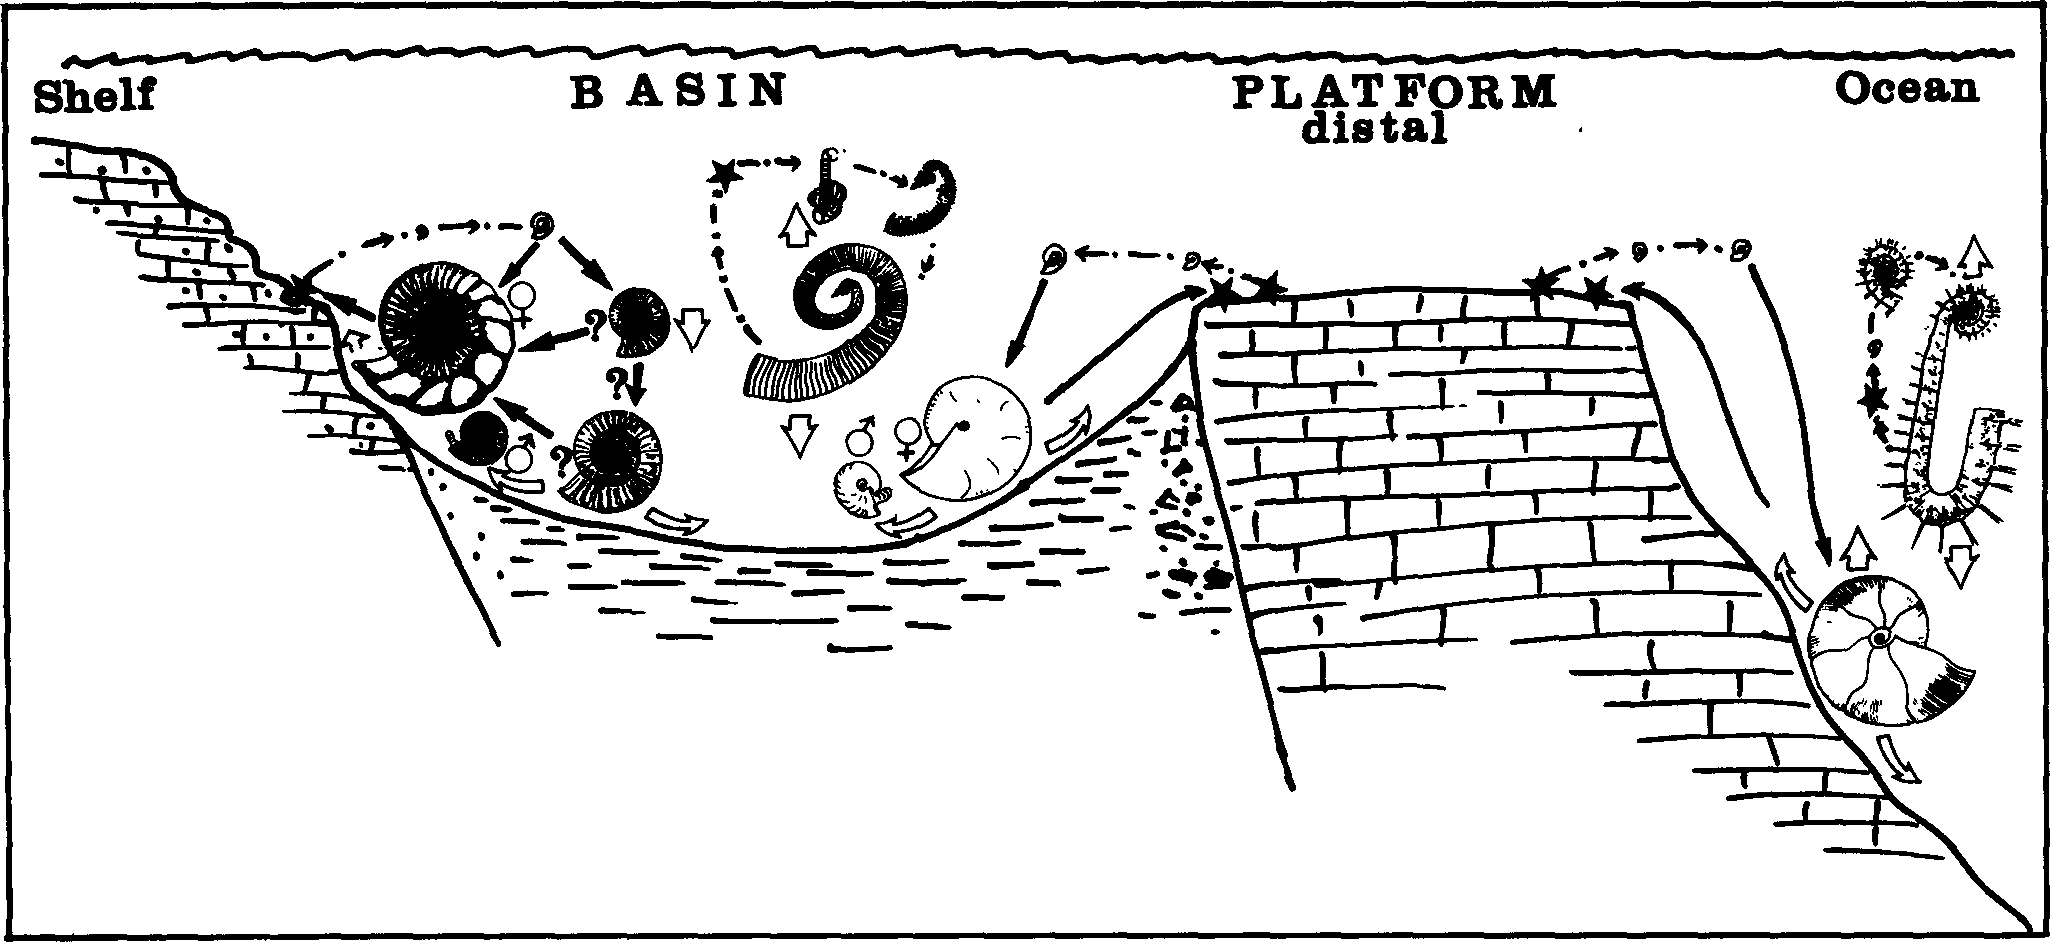 Shelf
BASIN
PLATFORM
distal
Ocean
♀
?
?
♂
?
♂
♀